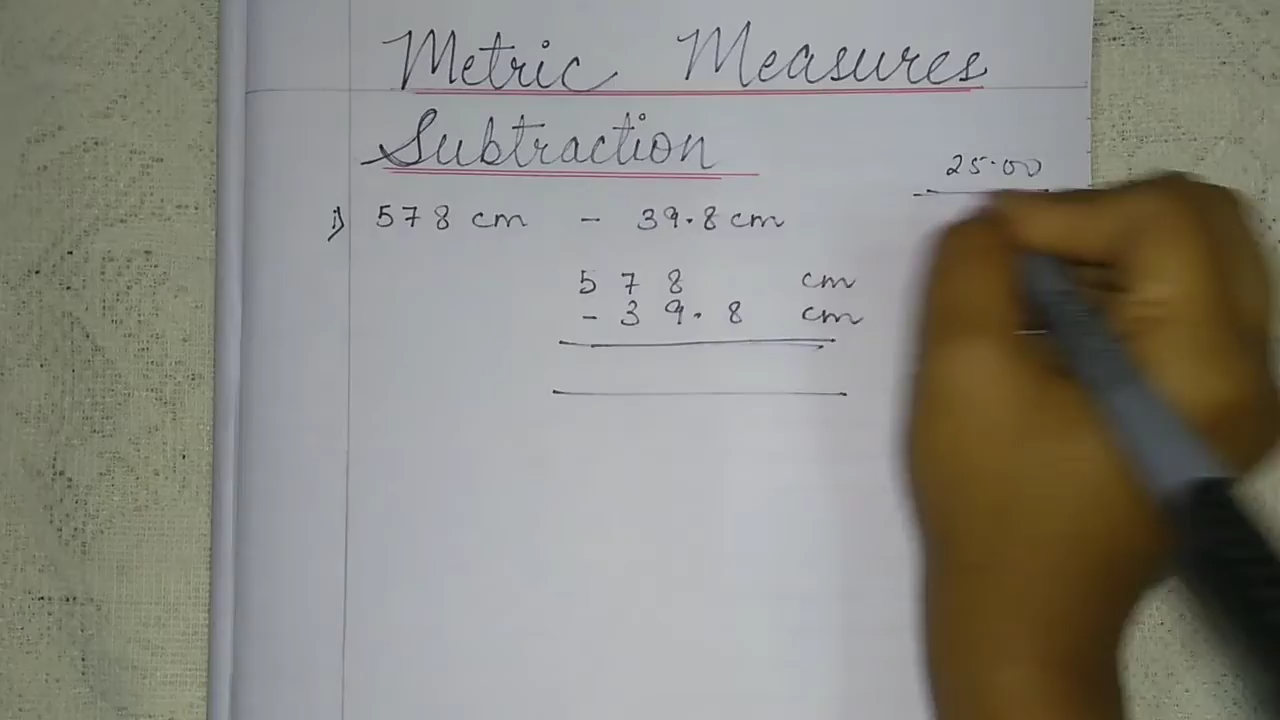 Metric Measures
Subtraction
25.00
i) 578 cm - 39.8 cm
578 cm
- 39.8 cm